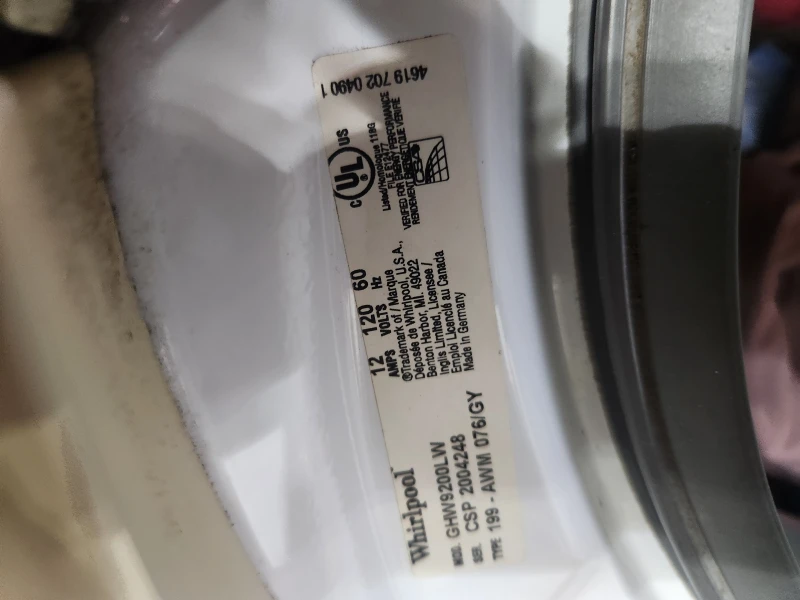 Whirlpool
MOD. GHW9200LW
SER. CSP 2004248
TYPE 199 - AWM 076/GY
12 120 60
AMPS VOLTS Hz
®Trademark of / Marque
Déposée de Whirlpool, U.S.A.,
Benton Harbor, MI. 49022
Inglis Limited, Licensee /
Emploi Licencié au Canada
Made in Germany
C UL US
Listed/Homologué 118G
FILE E124577
VERIFIED FOR ENERGY PERFORMANCE
RENDEMENT ÉNERGÉTIQUE VÉRIFIÉ
4619 702 0490 1